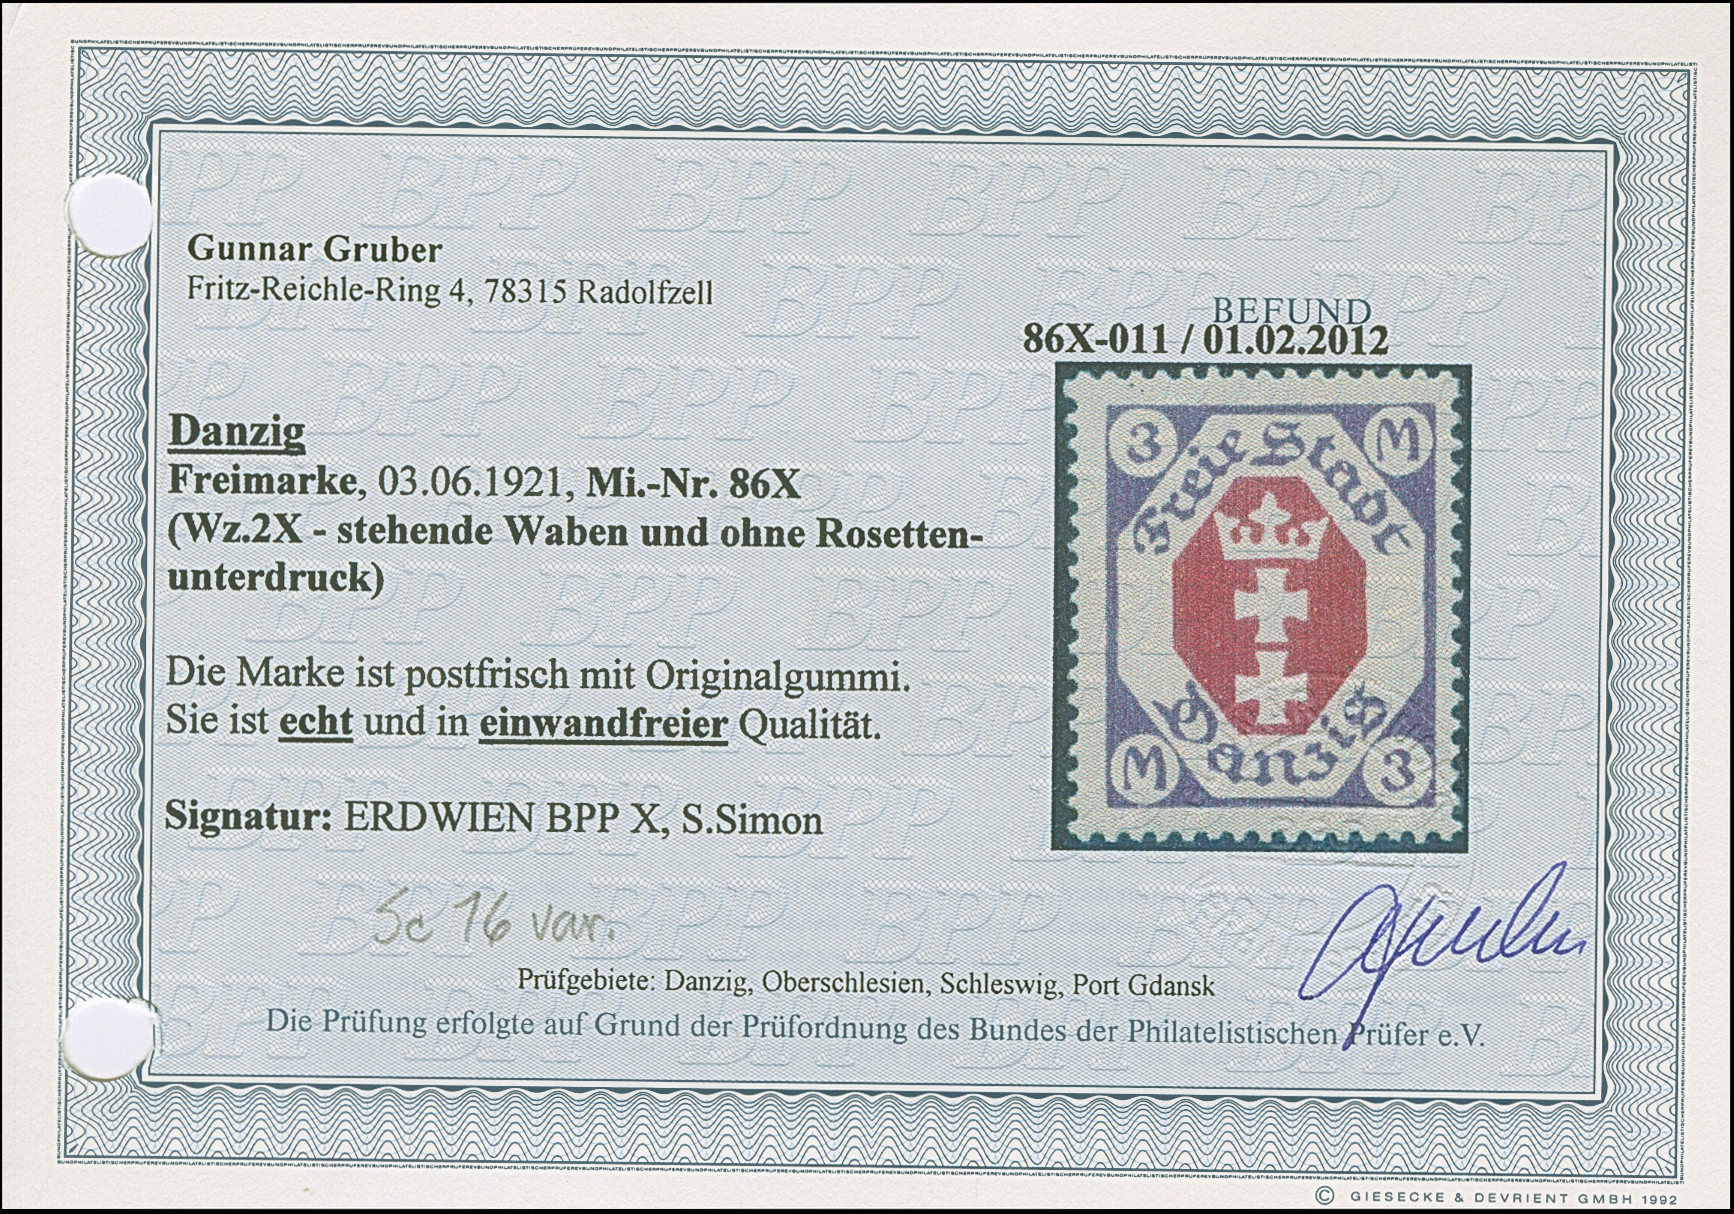 Gunnar Gruber
Fritz-Reichle-Ring 4, 78315 Radolfzell
BEFUND
86X-011 / 01.02.2012
Danzig
Freimarke, 03.06.1921, Mi.-Nr. 86X
(Wz.2X - stehende Waben und ohne Rosetten-
unterdruck)
Die Marke ist postfrisch mit Originalgummi.
Sie ist echt und in einwandfreier Qualität.
Signatur: ERDWIEN BPP X, S.Simon
3 M
Freie Stadt
Danzig
M 3
Sc 16 var.
Prüfgebiete: Danzig, Oberschlesien, Schleswig, Port Gdansk
Die Prüfung erfolgte auf Grund der Prüfordnung des Bundes der Philatelistischen Prüfer e.V.
© GIESECKE & DEVRIENT GMBH 1992